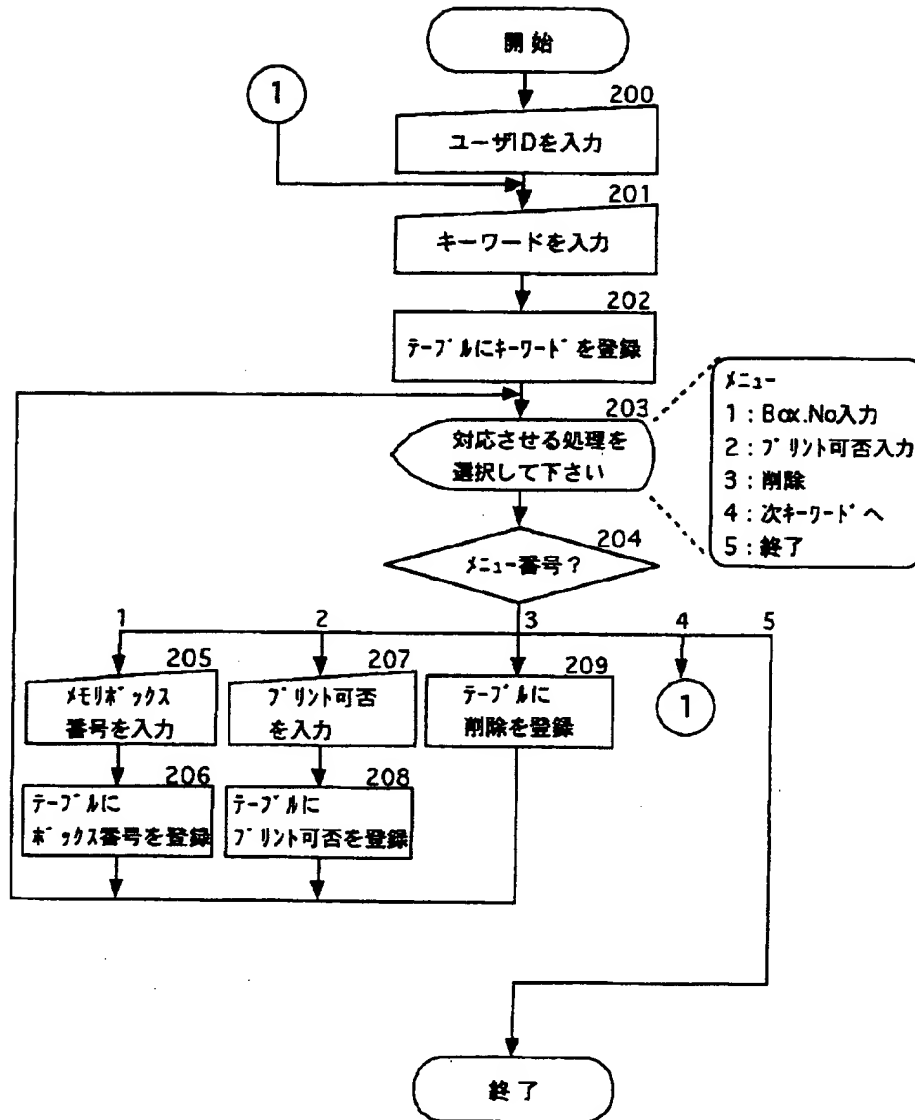 開始
1
200
ユーザIDを入力
201
キーワードを入力
202
テーブルにキーワードを登録
203
対応させる処理を
選択して下さい
メニュー
1:Box.No入力
2:プリント可否入力
3:削除
4:次キーワードへ
5:終了
204
メニュー番号?
1
2
3
4
5
205
メモリボックス
番号を入力
207
プリント可否
を入力
209
テーブルに
削除を登録
1
206
テーブルに
ボックス番号を登録
208
テーブルに
プリント可否を登録
終了